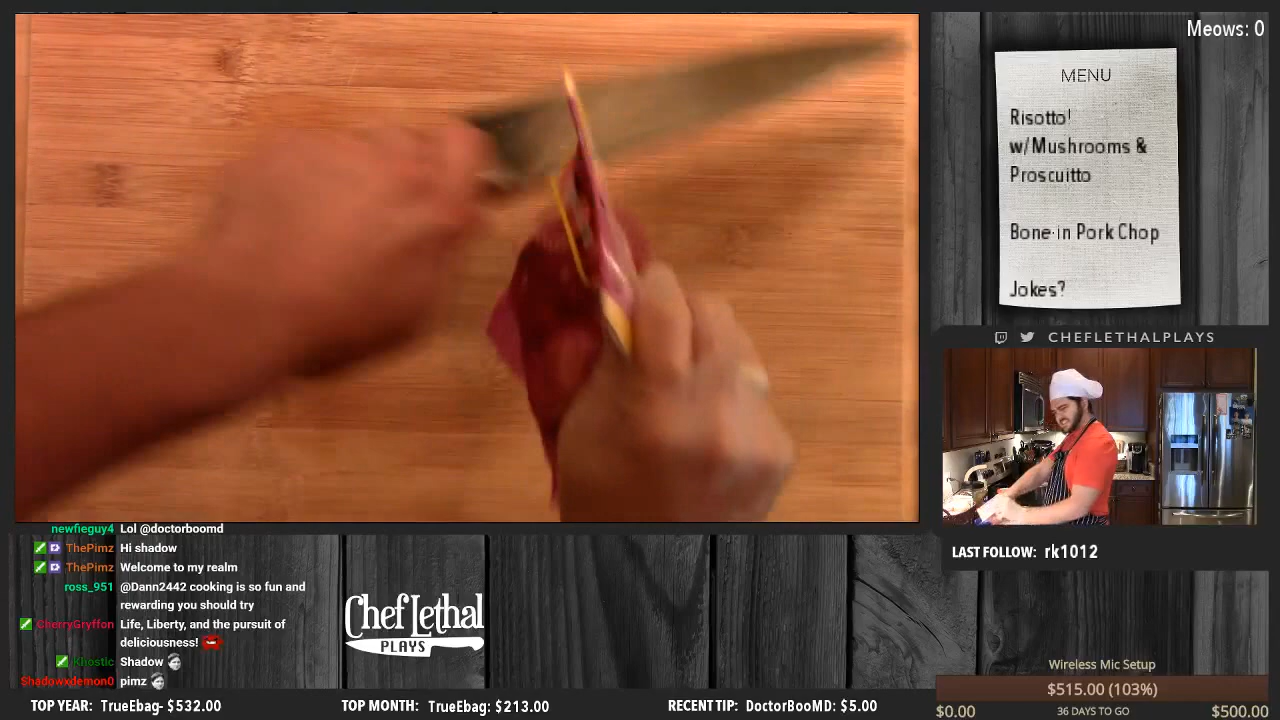 Meows: 0
MENU
Risotto!
w/Mushrooms &
Proscuitto
Bone-in Pork Chop
Jokes?
CHEFLETHALPLAYS
LAST FOLLOW: rk1012
newfieguy4 Lol @doctorboomd
ThePimz Hi shadow
ThePimz Welcome to my realm
ross_951 @Dann2442 cooking is so fun and
rewarding you should try
CherryGryffon Life, Liberty, and the pursuit of
deliciousness!
Khostic Shadow
Shadowxdemon0 pimz
Chef Lethal
PLAYS
Wireless Mic Setup
$515.00 (103%)
$0.00 36 DAYS TO GO $500.00
TOP YEAR: TrueEbag- $532.00 TOP MONTH: TrueEbag: $213.00 RECENT TIP: DoctorBooMD: $5.00